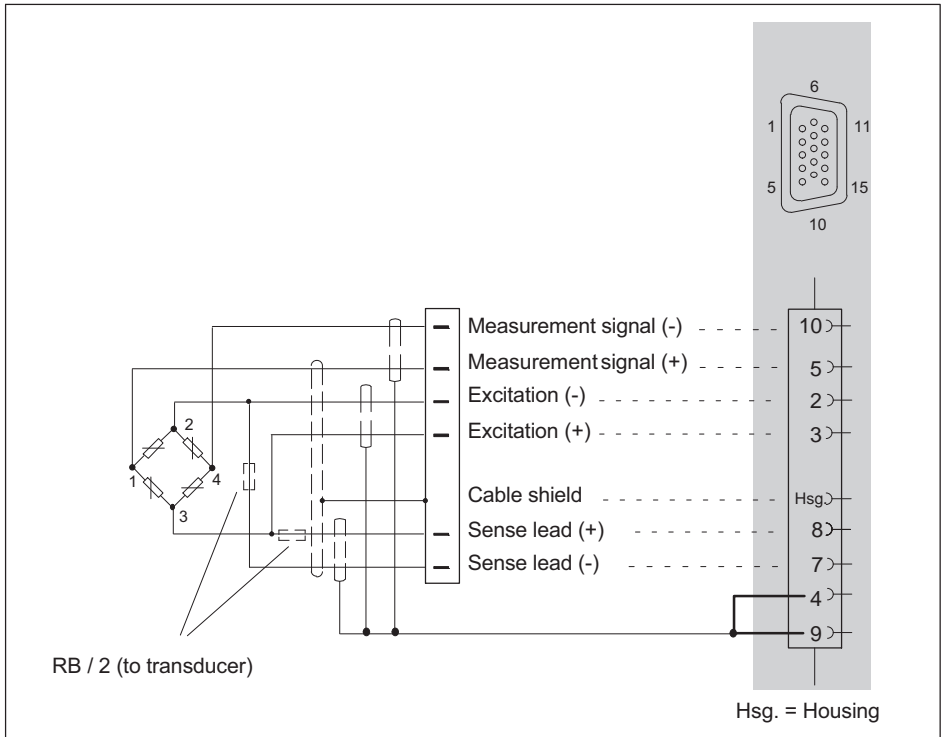 6
1
11
5
15
10
Measurement signal (-)
10
Measurement signal (+)
5
Excitation (-)
2
Excitation (+)
3
2
1
4
3
Cable shield
Hsg.
Sense lead (+)
8
Sense lead (-)
7
4
9
RB / 2 (to transducer)
Hsg. = Housing